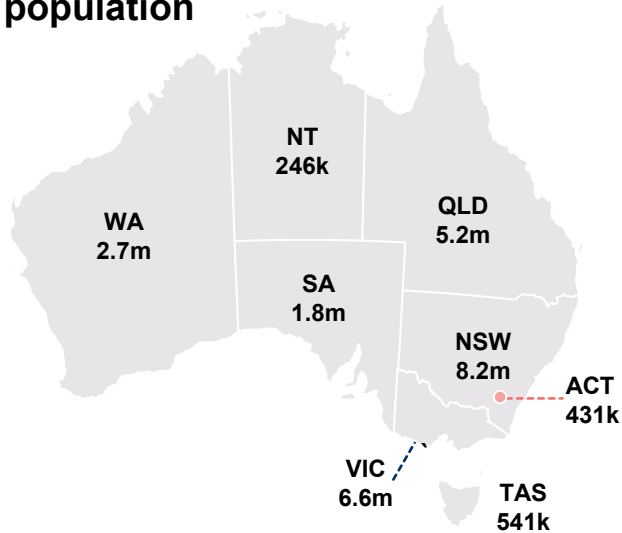 population
NT
246k
QLD
5.2m
WA
2.7m
SA
1.8m
NSW
8.2m
ACT
431k
VIC
6.6m
TAS
541k